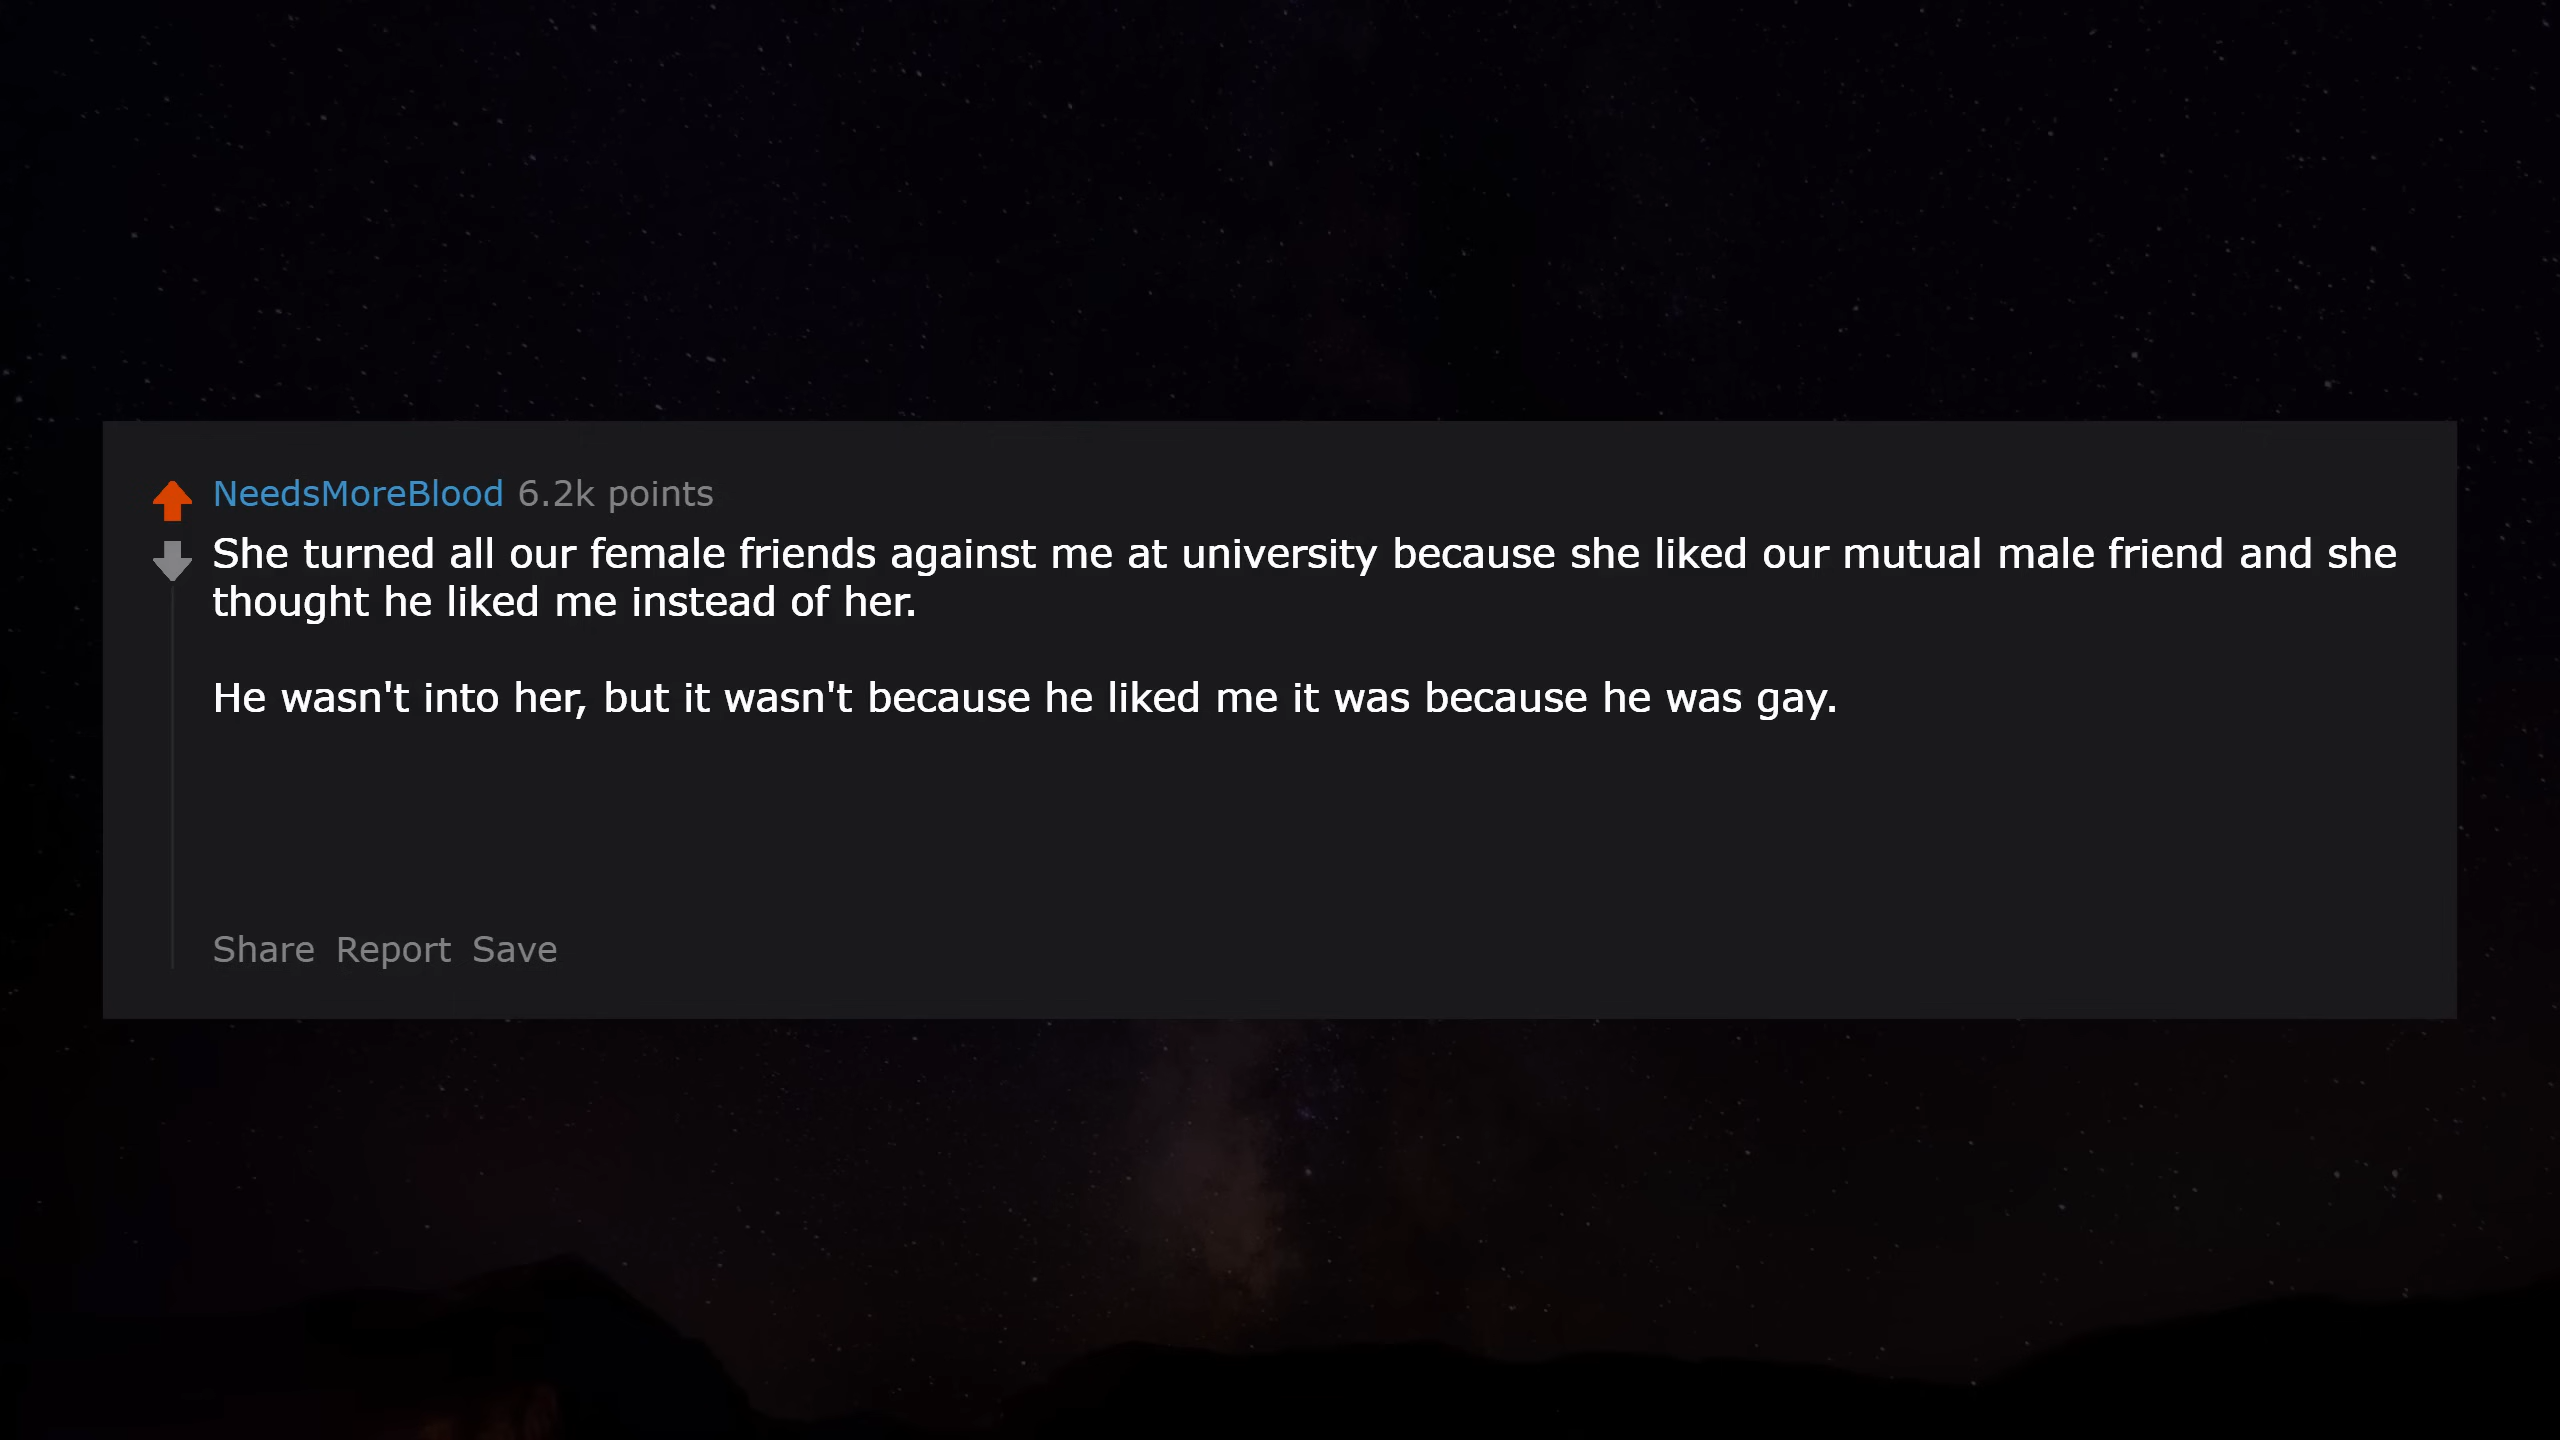 NeedsMoreBlood 6.2k points
She turned all our female friends against me at university because she liked our mutual male friend and she
thought he liked me instead of her.
He wasn't into her, but it wasn't because he liked me it was because he was gay.
Share Report Save